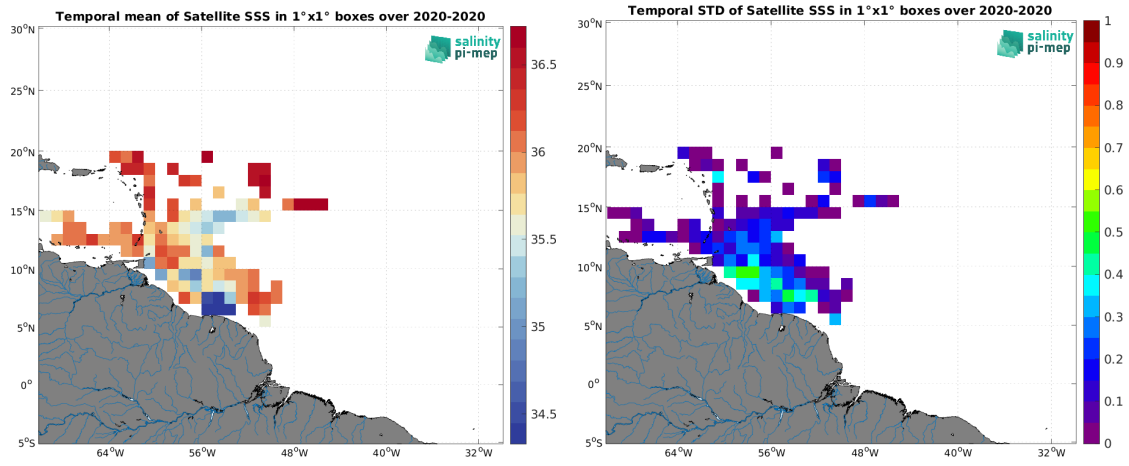 Temporal mean of Satellite SSS in 1°x1° boxes over 2020-2020
30°N
25°N
20°N
15°N
10°N
5°N
0°
5°S
64°W
56°W
48°W
40°W
32°W
salinity
pi-mep
36.5
36
35.5
35
34.5
Temporal STD of Satellite SSS in 1°x1° boxes over 2020-2020
30°N
25°N
20°N
15°N
10°N
5°N
0°
5°S
64°W
56°W
48°W
40°W
32°W
salinity
pi-mep
1
0.9
0.8
0.7
0.6
0.5
0.4
0.3
0.2
0.1
0